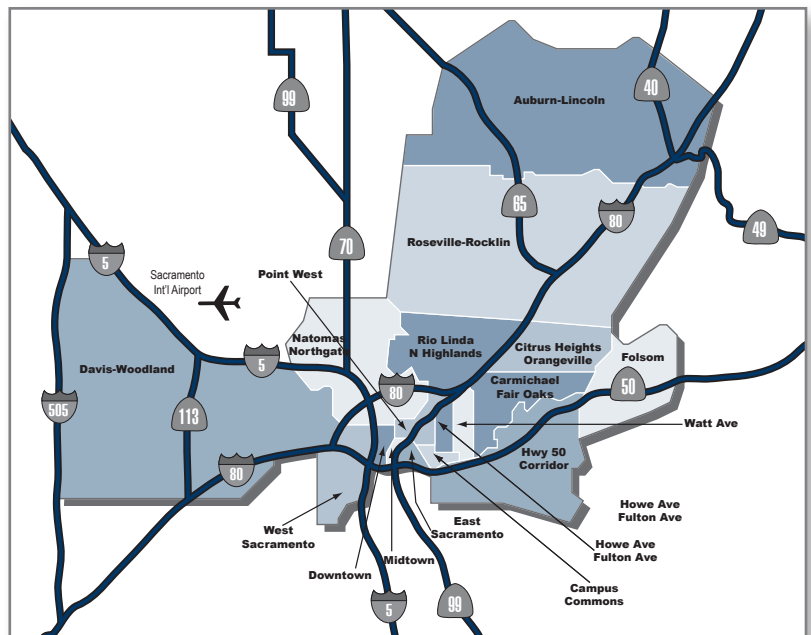 40
99
Auburn-Lincoln
65
80
49
70
Roseville-Rocklin
5
Sacramento
Int'l Airport
Point West
Natomas
Northgate
Rio Linda
N Highlands
Citrus Heights
Orangeville
Folsom
5
Davis-Woodland
80
Carmichael
Fair Oaks
50
505
113
Watt Ave
Hwy 50
Corridor
80
Howe Ave
Fulton Ave
West
Sacramento
East
Sacramento
Howe Ave
Fulton Ave
Midtown
Downtown
Campus
Commons
5
99